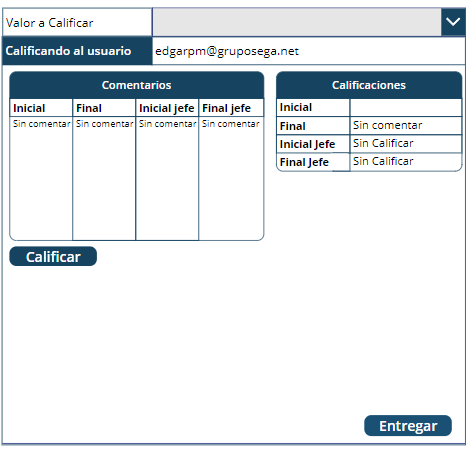 Valor a Calificar
Calificando al usuario edgarpm@gruposega.net
Comentarios
Inicial Final Inicial jefe Final jefe
Sin comentar Sin comentar Sin comentar Sin comentar
Calificaciones
Inicial
Final Sin comentar
Inicial Jefe Sin Calificar
Final Jefe Sin Calificar
Calificar
Entregar